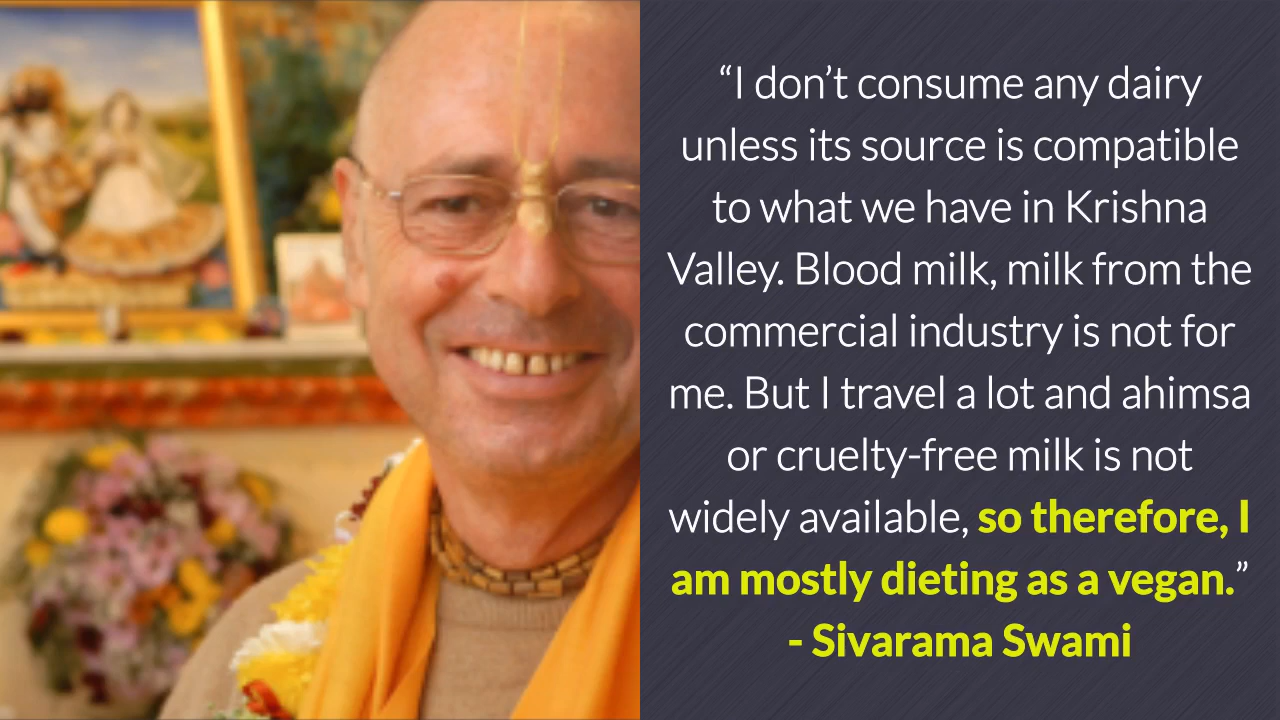 “I don’t consume any dairy
unless its source is compatible
to what we have in Krishna
Valley. Blood milk, milk from the
commercial industry is not for
me. But I travel a lot and ahimsa
or cruelty-free milk is not
widely available, so therefore, I
am mostly dieting as a vegan.”
- Sivarama Swami